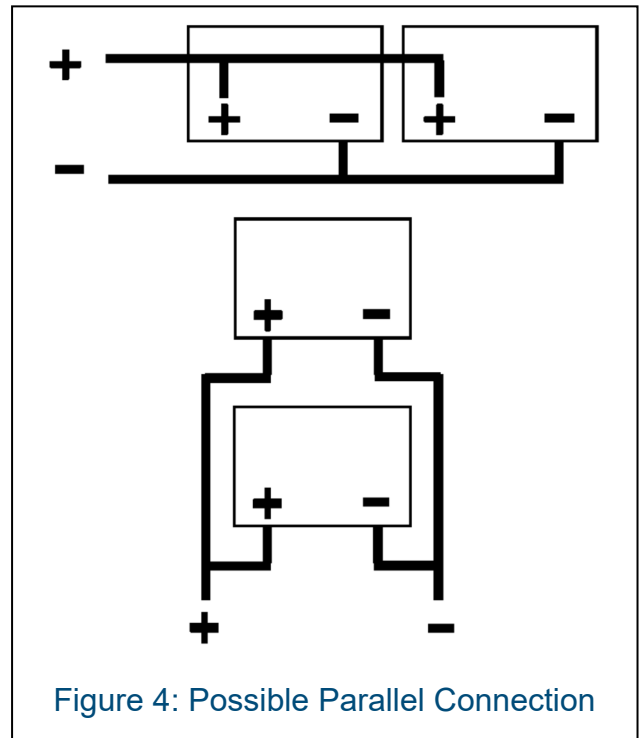 +
+ - + -
-
+ -
+ -
+ -
Figure 4: Possible Parallel Connection